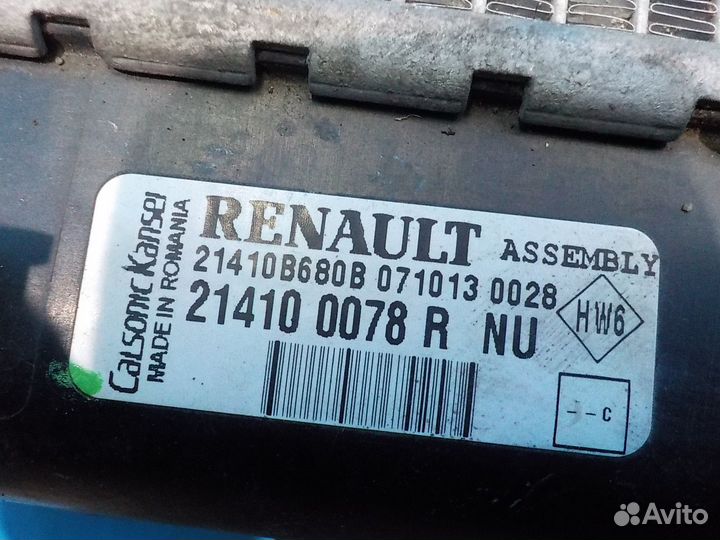 Calsonic Kansei
MADE IN ROMANIA
RENAULT ASSEMBLY
21410B680B 071013 0028
21410 0078 R NU
HW6
--C
Avito